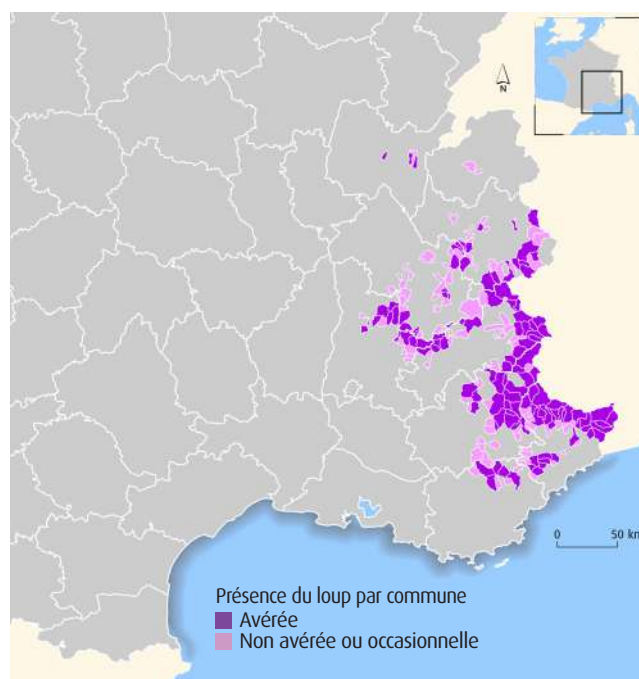 N
0 50 km
Présence du loup par commune
Avérée
Non avérée ou occasionnelle